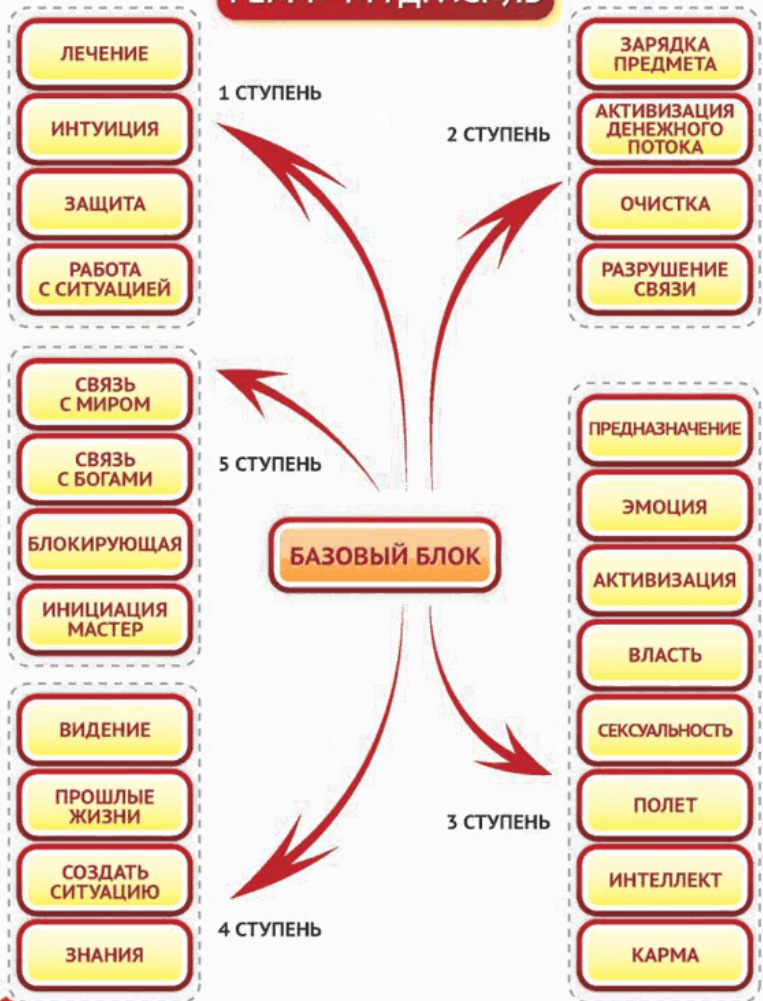 ЛЕЧЕНИЕ
ИНТУИЦИЯ
ЗАЩИТА
РАБОТА
С СИТУАЦИЕЙ
1 СТУПЕНЬ
2 СТУПЕНЬ
ЗАРЯДКА
ПРЕДМЕТА
АКТИВИЗАЦИЯ
ДЕНЕЖНОГО
ПОТОКА
ОЧИСТКА
РАЗРУШЕНИЕ
СВЯЗИ
СВЯЗЬ
С МИРОМ
СВЯЗЬ
С БОГАМИ
БЛОКИРУЮЩАЯ
ИНИЦИАЦИЯ
МАСТЕР
5 СТУПЕНЬ
БАЗОВЫЙ БЛОК
ПРЕДНАЗНАЧЕНИЕ
ЭМОЦИЯ
АКТИВИЗАЦИЯ
ВЛАСТЬ
СЕКСУАЛЬНОСТЬ
ПОЛЕТ
ИНТЕЛЛЕКТ
КАРМА
3 СТУПЕНЬ
ВИДЕНИЕ
ПРОШЛЫЕ
ЖИЗНИ
СОЗДАТЬ
СИТУАЦИЮ
ЗНАНИЯ
4 СТУПЕНЬ